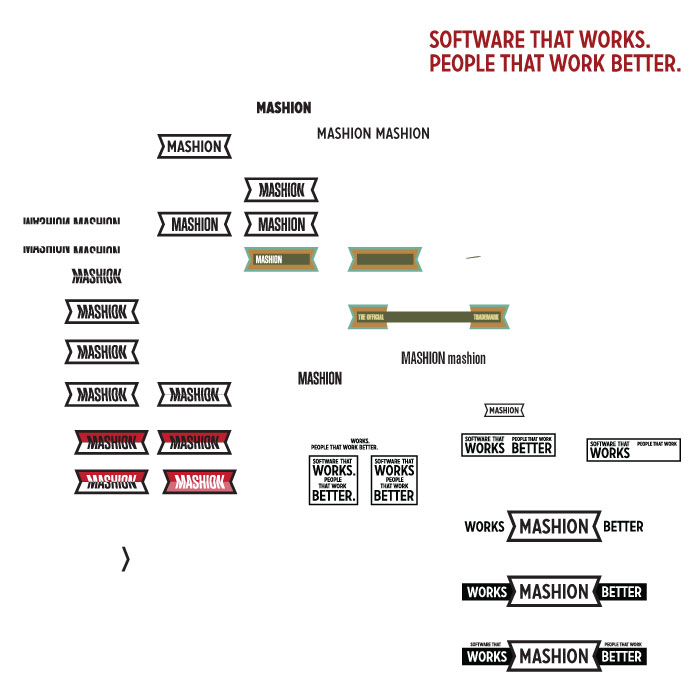 SOFTWARE THAT WORKS.
PEOPLE THAT WORK BETTER.
MASHION
MASHION MASHION
MASHION
MASHION
MASHION MASHION
MASHION
MASHION
MASHION
MASHION MASHION
MASHION
MASHION
THE OFFICIAL TRADEMARK
MASHION
MASHION mashion
MASHION
MASHION MASHION
MASHION
MASHION MASHION
MASHION MASHION
WORKS.
PEOPLE THAT WORK BETTER.
SOFTWARE THAT
WORKS.
PEOPLE
THAT WORK
BETTER.
SOFTWARE THAT
WORKS
PEOPLE
THAT WORK
BETTER
SOFTWARE THAT PEOPLE THAT WORK
WORKS BETTER
SOFTWARE THAT PEOPLE THAT WORK
WORKS
WORKS MASHION BETTER
WORKS MASHION BETTER
SOFTWARE THAT PEOPLE THAT WORK
WORKS MASHION BETTER